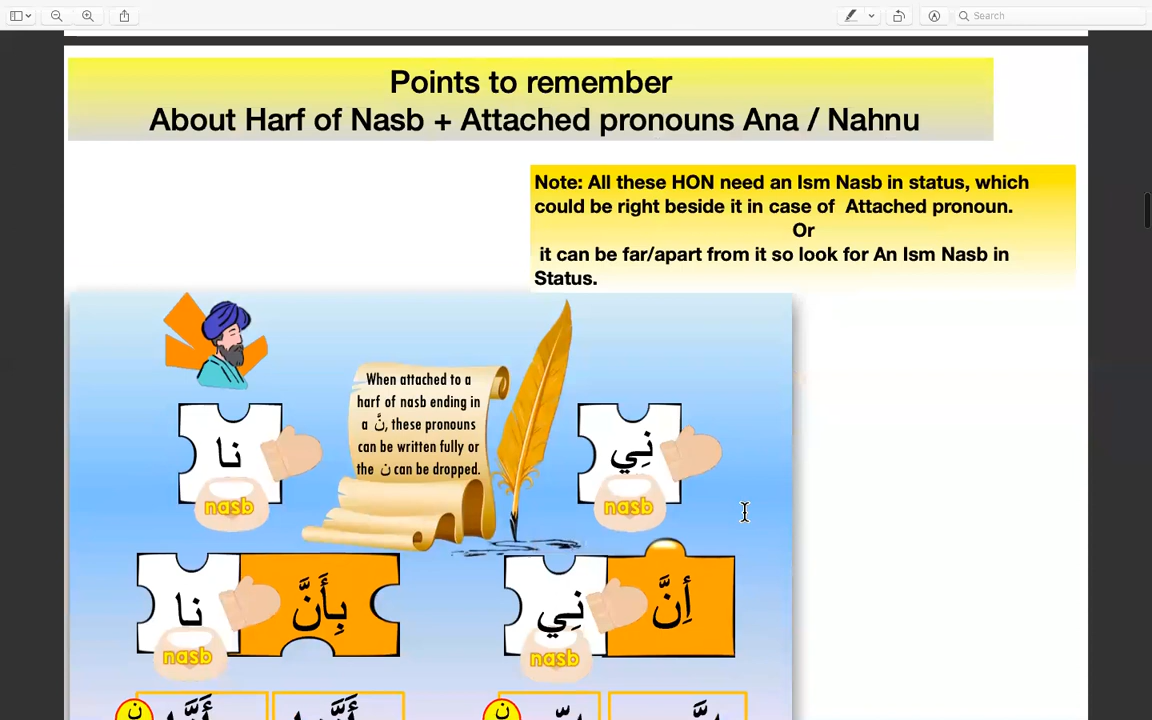 Search
Points to remember
About Harf of Nasb + Attached pronouns Ana / Nahnu
Note: All these HON need an Ism Nasb in status, which
could be right beside it in case of Attached pronoun.
Or
it can be far/apart from it so look for An Ism Nasb in
Status.
When attached to a
harf of nasb ending in
a نَّ, these pronouns
can be written fully or
the ن can be dropped.
نا
nasb
نِي
nasb
بِأَنَّ
نا
nasb
أِنَّ
نِي
nasb
ن
ن